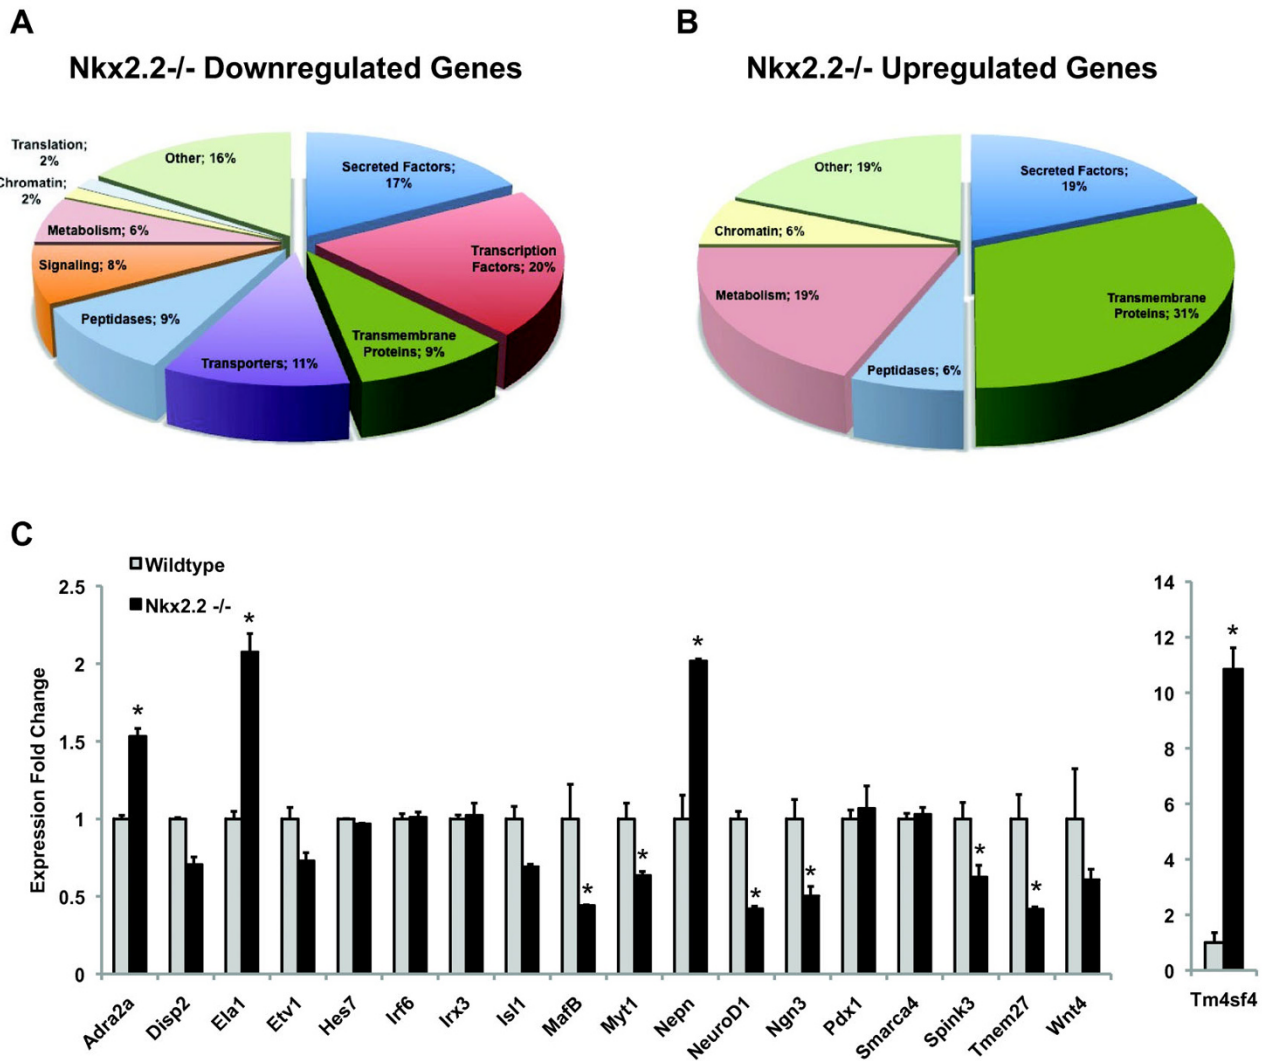 A
B
Nkx2.2-/- Downregulated Genes
Nkx2.2-/- Upregulated Genes
Translation;
2%
Other; 16%
Secreted Factors;
17%
Chromatin;
2%
Metabolism; 6%
Transcription
Factors; 20%
Signaling; 8%
Peptidases; 9%
Transmembrane
Proteins; 9%
Transporters; 11%
Other; 19%
Secreted Factors;
19%
Chromatin; 6%
Metabolism; 19%
Transmembrane
Proteins; 31%
Peptidases; 6%
C
Wildtype
Nkx2.2 -/-
Expression Fold Change
2.5
2
1.5
1
0.5
0
*
*
*
*
*
*
*
*
*
Adra2a
Disp2
Ela1
Etv1
Hes7
Irf6
Irx3
Isl1
MafB
Myt1
Nepn
NeuroD1
Ngn3
Pdx1
Smarca4
Spink3
Tmem27
Wnt4
14
12
10
8
6
4
2
0
*
Tm4sf4